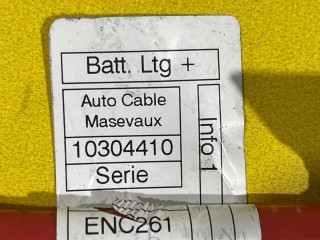 Batt. Ltg +
Auto Cable
Masevaux
10304410
Serie
Info 1
ENC261